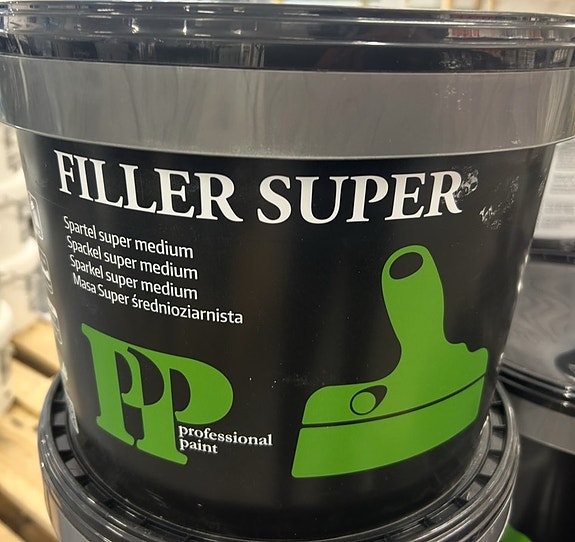 FILLER SUPER
Spartel super medium
Spackel super medium
Sparkel super medium
Masa Super średnioziarnista
PP
professional
paint